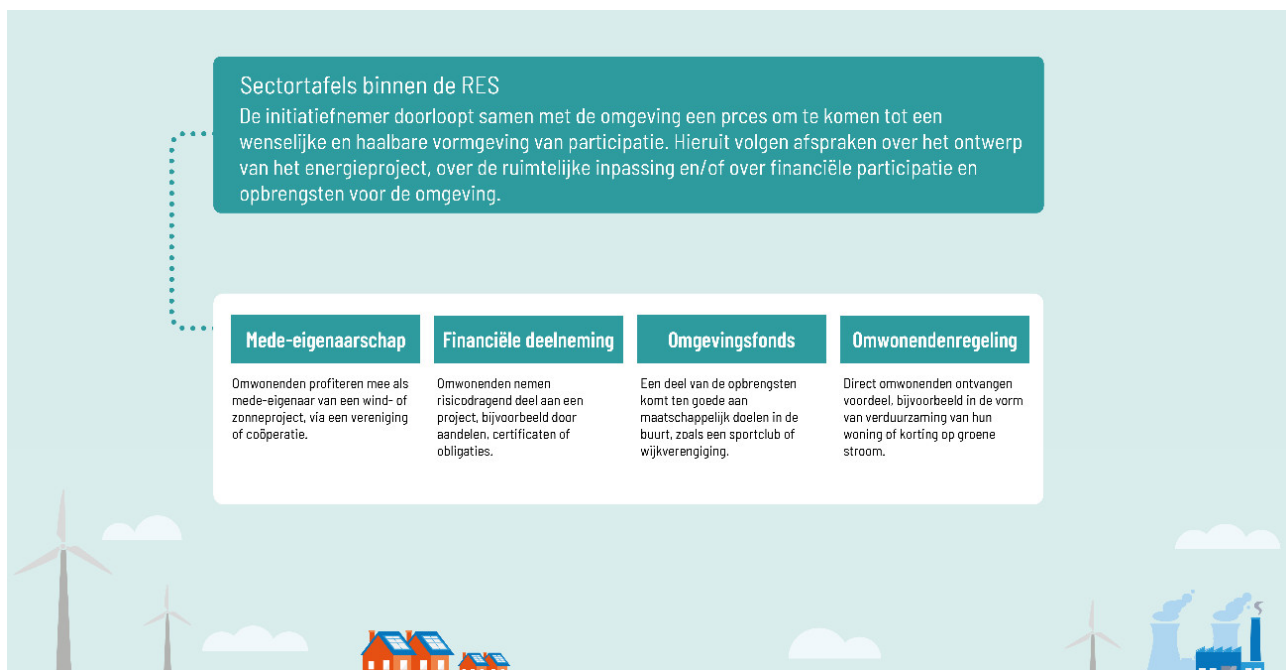 Sectortafels binnen de RES
De initiatiefnemer doorloopt samen met de omgeving een prces om te komen tot een
wenselijke en haalbare vormgeving van participatie. Hieruit volgen afspraken over het ontwerp
van het energieproject, over de ruimtelijke inpassing en/of over financiële participatie en
opbrengsten voor de omgeving.
Mede-eigenaarschap
Omwonenden profiteren mee als
mede-eigenaar van een wind- of
zonneproject, via een vereniging
of coöperatie.
Financiële deelneming
Omwonenden nemen
risicodragend deel aan een
project, bijvoorbeeld door
aandelen, certificaten of
obligaties.
Omgevingsfonds
Een deel van de opbrengsten
komt ten goede aan
maatschappelijk doelen in de
buurt, zoals een sportclub of
wijkverengiging.
Omwonendenregeling
Direct omwonenden ontvangen
voordeel, bijvoorbeeld in de vorm
van verduurzaming van hun
woning of korting op groene
stroom.